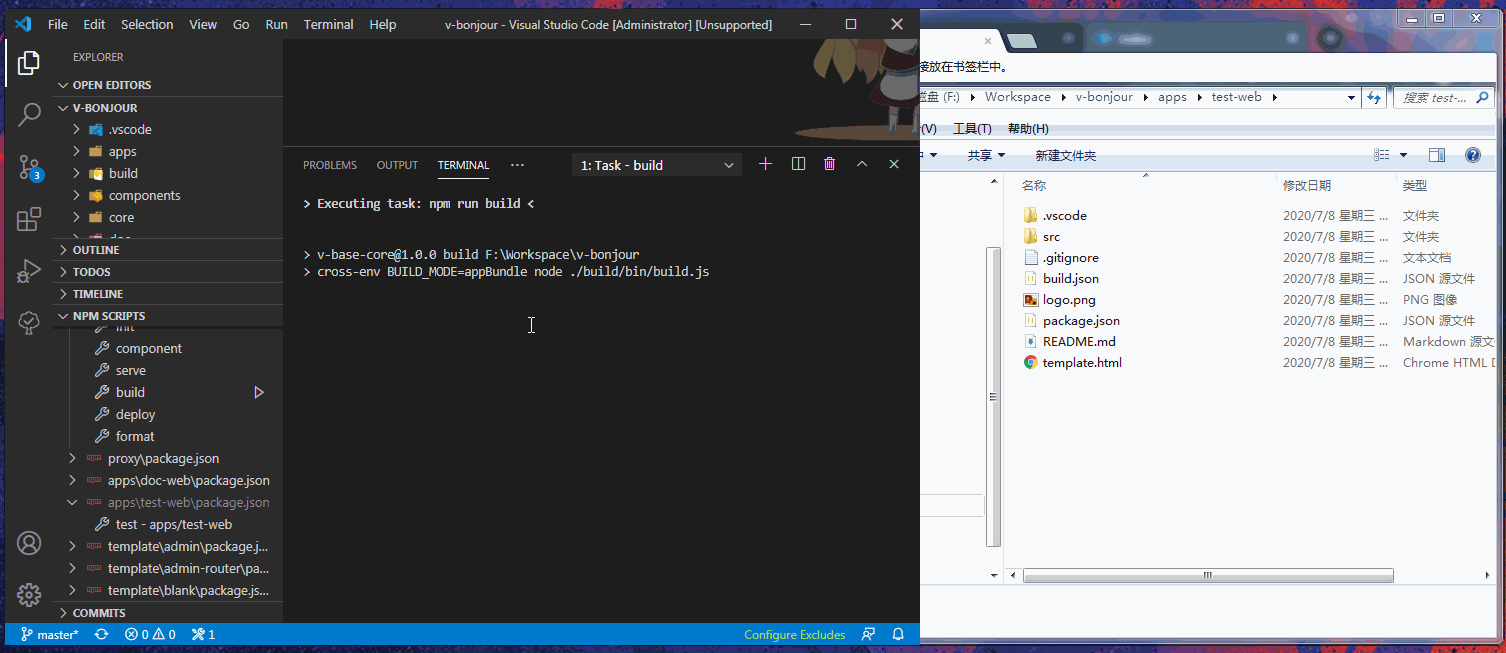 File Edit Selection View Go Run Terminal Help
v-bonjour - Visual Studio Code [Administrator] [Unsupported]
EXPLORER
OPEN EDITORS
V-BONJOUR
.vscode
apps
build
components
core
OUTLINE
TODOS
TIMELINE
NPM SCRIPTS
init
component
serve
build
deploy
format
proxy\package.json
apps\doc-web\package.json
apps\test-web\package.json
test - apps/test-web
template\admin\package.j...
template\admin-router\pa...
template\blank\package.js...
COMMITS
3
PROBLEMS OUTPUT TERMINAL ...
1: Task - build
> Executing task: npm run build <
> v-base-core@1.0.0 build F:\Workspace\v-bonjour
> cross-env BUILD_MODE=appBundle node ./build/bin/build.js
master* 0 0 1
Configure Excludes
接放在书签栏中。
盘 (F:) Workspace v-bonjour apps test-web
搜索 test-...
(V) 工具(T) 帮助(H)
共享 新建文件夹
名称 修改日期 类型
.vscode 2020/7/8 星期三 ... 文件夹
src 2020/7/8 星期三 ... 文件夹
.gitignore 2020/7/8 星期三 ... 文本文档
build.json 2020/7/8 星期三 ... JSON 源文件
logo.png 2020/7/8 星期三 ... PNG 图像
package.json 2020/7/8 星期三 ... JSON 源文件
README.md 2020/7/8 星期三 ... Markdown 源文
template.html 2020/7/8 星期三 ... Chrome HTML D